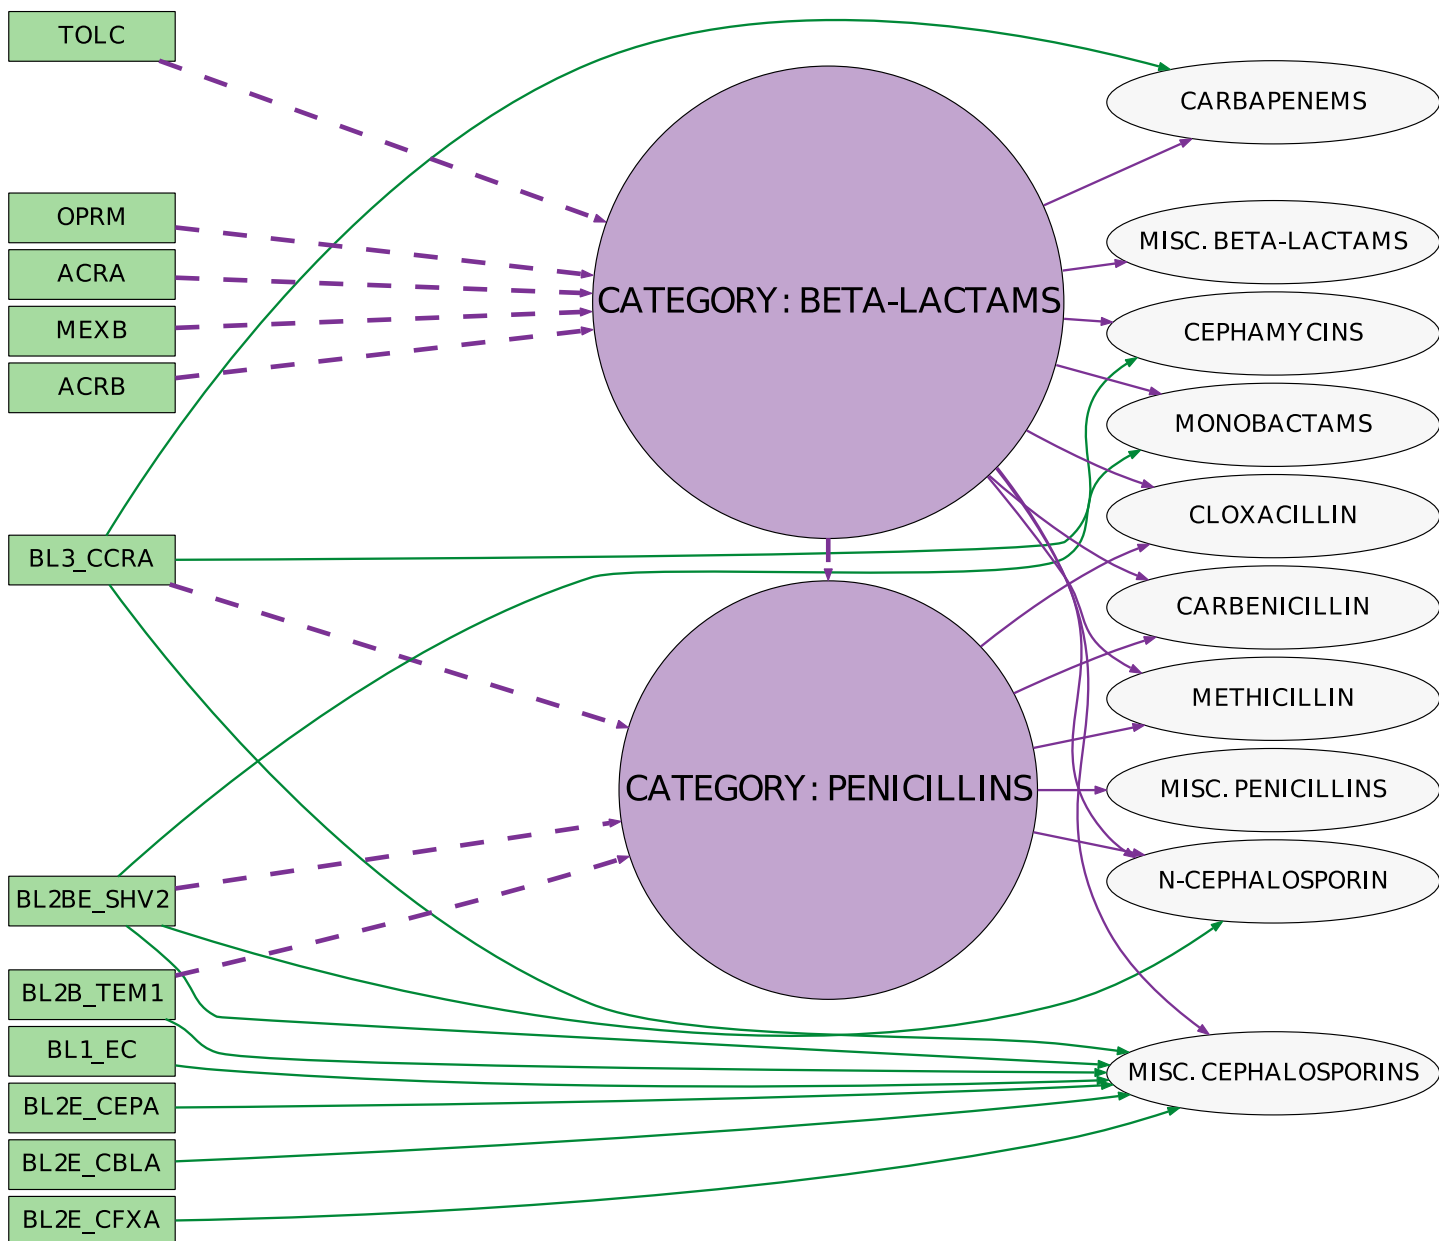 TOLC
OPRM
ACRA
MEXB
ACRB
BL3_CCRA
BL2BE_SHV2
BL2B_TEM1
BL1_EC
BL2E_CEPA
BL2E_CBLA
BL2E_CFXA
CATEGORY: BETA-LACTAMS
CATEGORY: PENICILLINS
CARBAPENEMS
MISC. BETA-LACTAMS
CEPHAMYCINS
MONOBACTAMS
CLOXACILLIN
CARBENICILLIN
METHICILLIN
MISC. PENICILLINS
N-CEPHALOSPORIN
MISC. CEPHALOSPORINS